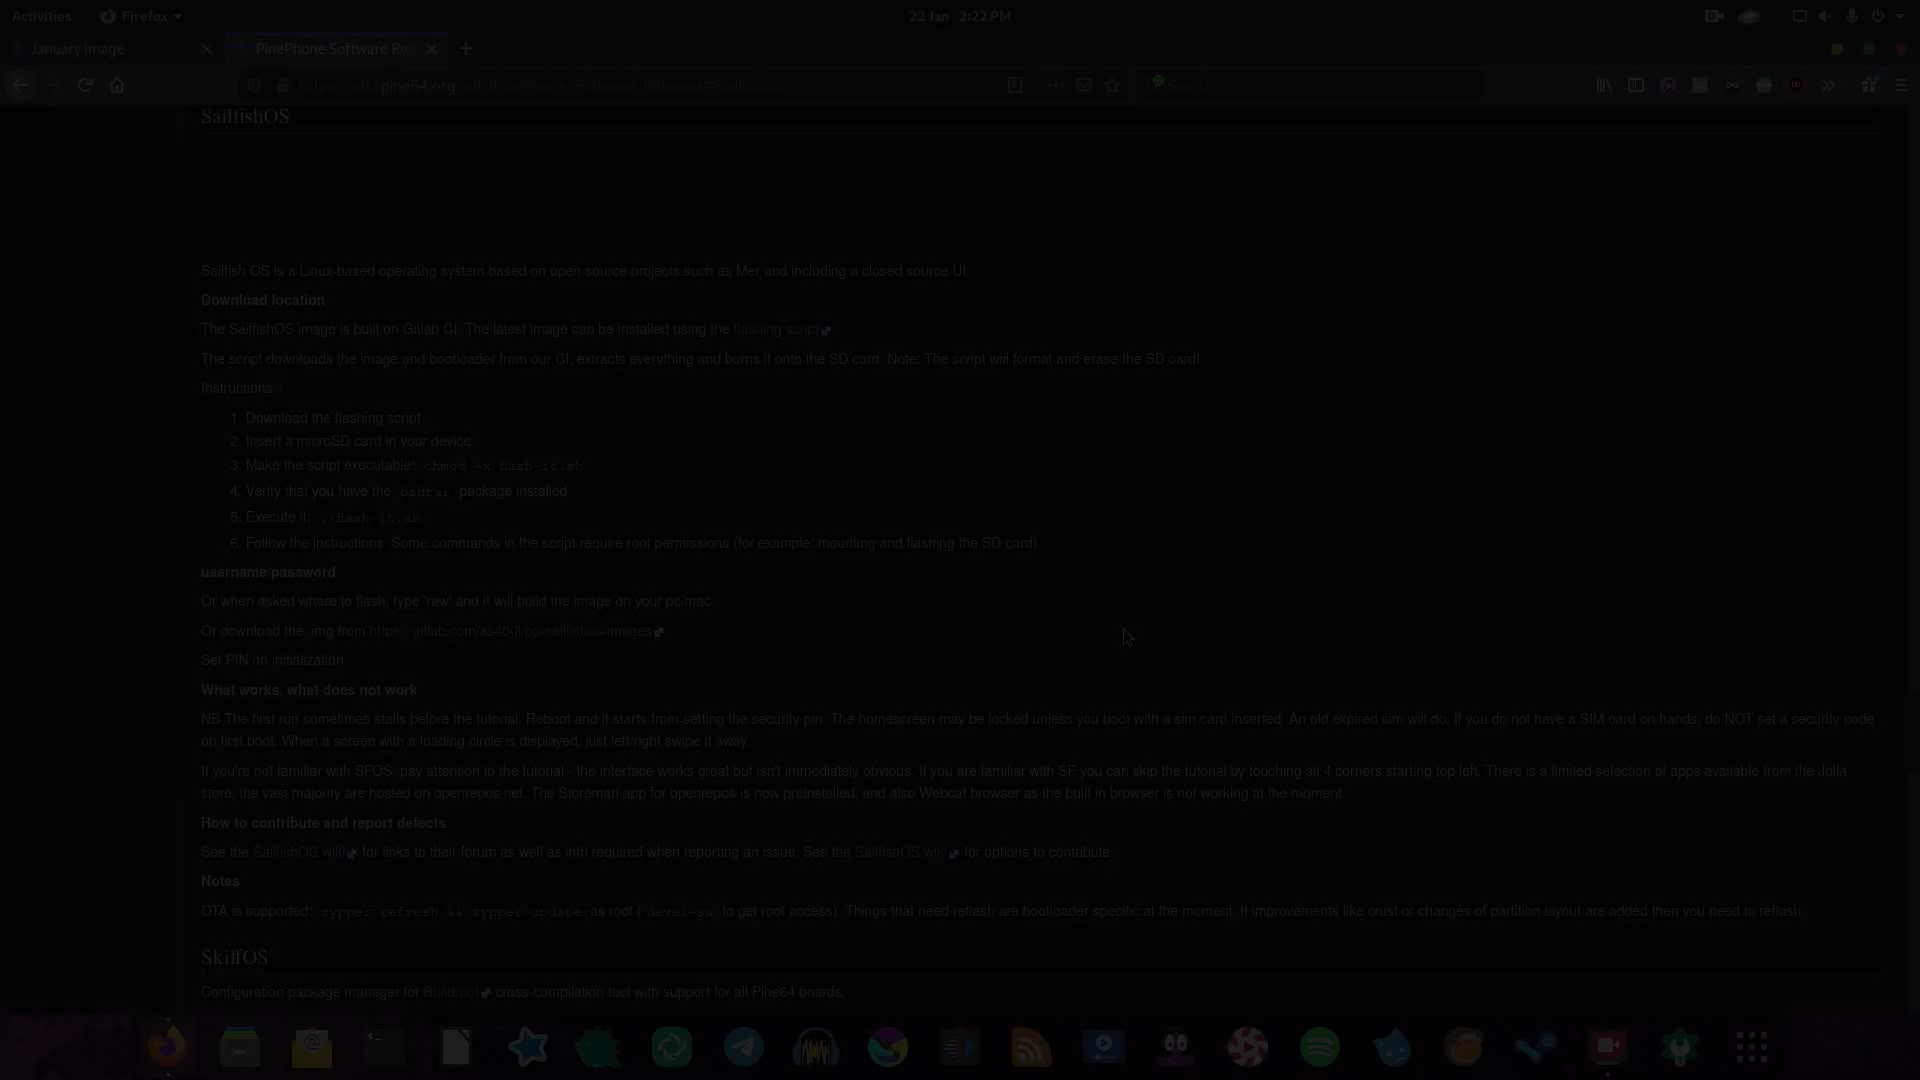 Activities Firefox 22 Jan 2:22 PM
January Image PinePhone Software Re
pine64.org Search
SailfishOS
Sailfish OS is a Linux-based operating system based on open source projects such as Mer and including a closed source UI.
Download location
The SailfishOS image is built on Gitlab CI. The latest image can be installed using the flashing script
The script downloads the image and bootloader from our CI, extracts everything and burns it onto the SD card. Note: The script will format and erase the SD card!
Instructions:
1. Download the flashing script
2. Insert a microSD card in your device
3. Make the script executable: chmod +x flash-it.sh
4. Verify that you have the bsdtar package installed
5. Execute it: ./flash-it.sh
6. Follow the instructions. Some commands in the script require root permissions (for example: mounting and flashing the SD card).
username/password
Or when asked where to flash, type 'raw' and it will build the image on your pc/mac
Or download the .img from
Set PIN on initialization
What works, what does not work
NB The first run sometimes stalls before the tutorial. Reboot and it starts from setting the security pin. The homescreen may be locked unless you boot with a sim card inserted. An old expired sim will do. If you do not have a SIM card on hands, do NOT set a security code
on first boot. When a screen with a loading circle is displayed, just left/right swipe it away
If you're not familiar with SFOS, pay attention to the tutorial - the interface works great but isn't immediately obvious. If you are familiar with SF you can skip the tutorial by touching all 4 corners starting top left. There is a limited selection of apps available from the Jolla
store, the vast majority are hosted on openrepos.net. The Storeman app for openrepos is now preinstalled, and also Webcat browser as the built in browser is not working at the moment.
How to contribute and report defects
See the SailfishOS wiki for links to their forum as well as info required when reporting an issue. See the SailfishOS wiki for options to contribute.
Notes
OTA is supported: zypper refresh && zypper update as root ( devel-su to get root access). Things that need reflash are bootloader specific at the moment. If improvements like crust or changes of partition layout are added then you need to reflash.
SkiffOS
Configuration package manager for Buildroot cross-compilation tool with support for all Pine64 boards.